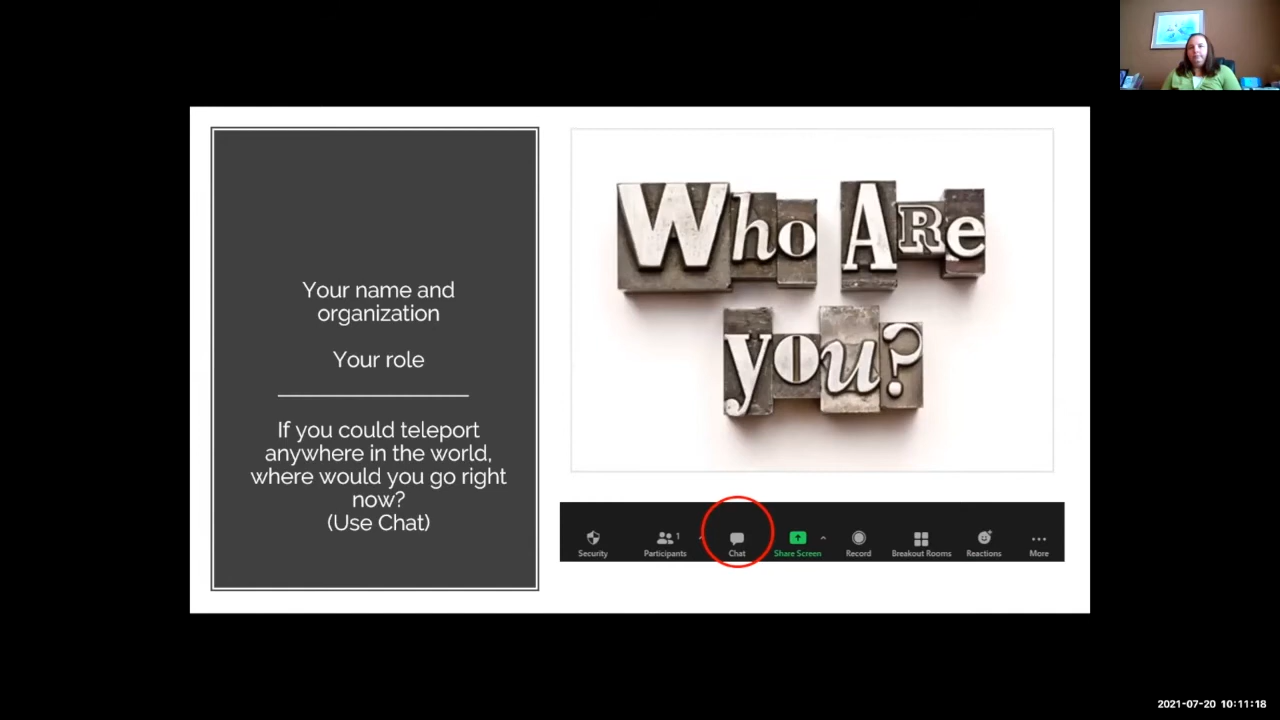 Your name and
organization
Your role
If you could teleport
anywhere in the world,
where would you go right
now?
(Use Chat)
Who Are
you?
Security
Participants
1
Chat
Share Screen
Record
Breakout Rooms
Reactions
More
2021-07-20 10:11:18